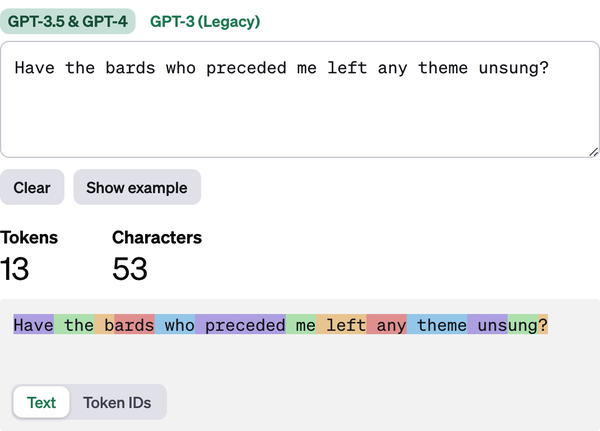 GPT-3.5 & GPT-4 GPT-3 (Legacy)
Have the bards who preceded me left any theme unsung?
Clear Show example
Tokens Characters
13 53
Have the bards who preceded me left any theme unsung?
Text Token IDs